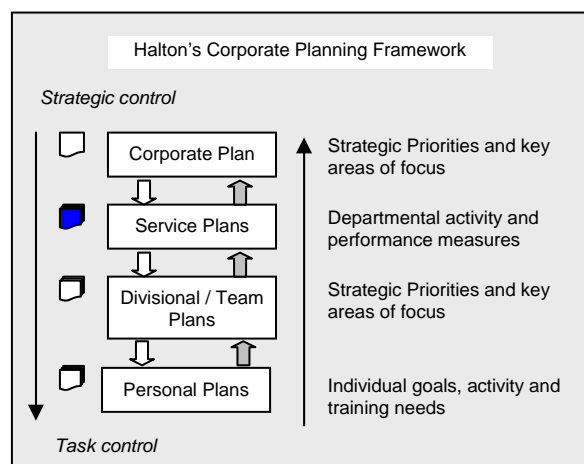 Halton’s Corporate Planning Framework
Strategic control
Corporate Plan
Strategic Priorities and key
areas of focus
Service Plans
Departmental activity and
performance measures
Divisional / Team
Plans
Strategic Priorities and key
areas of focus
Personal Plans
Individual goals, activity and
training needs
Task control